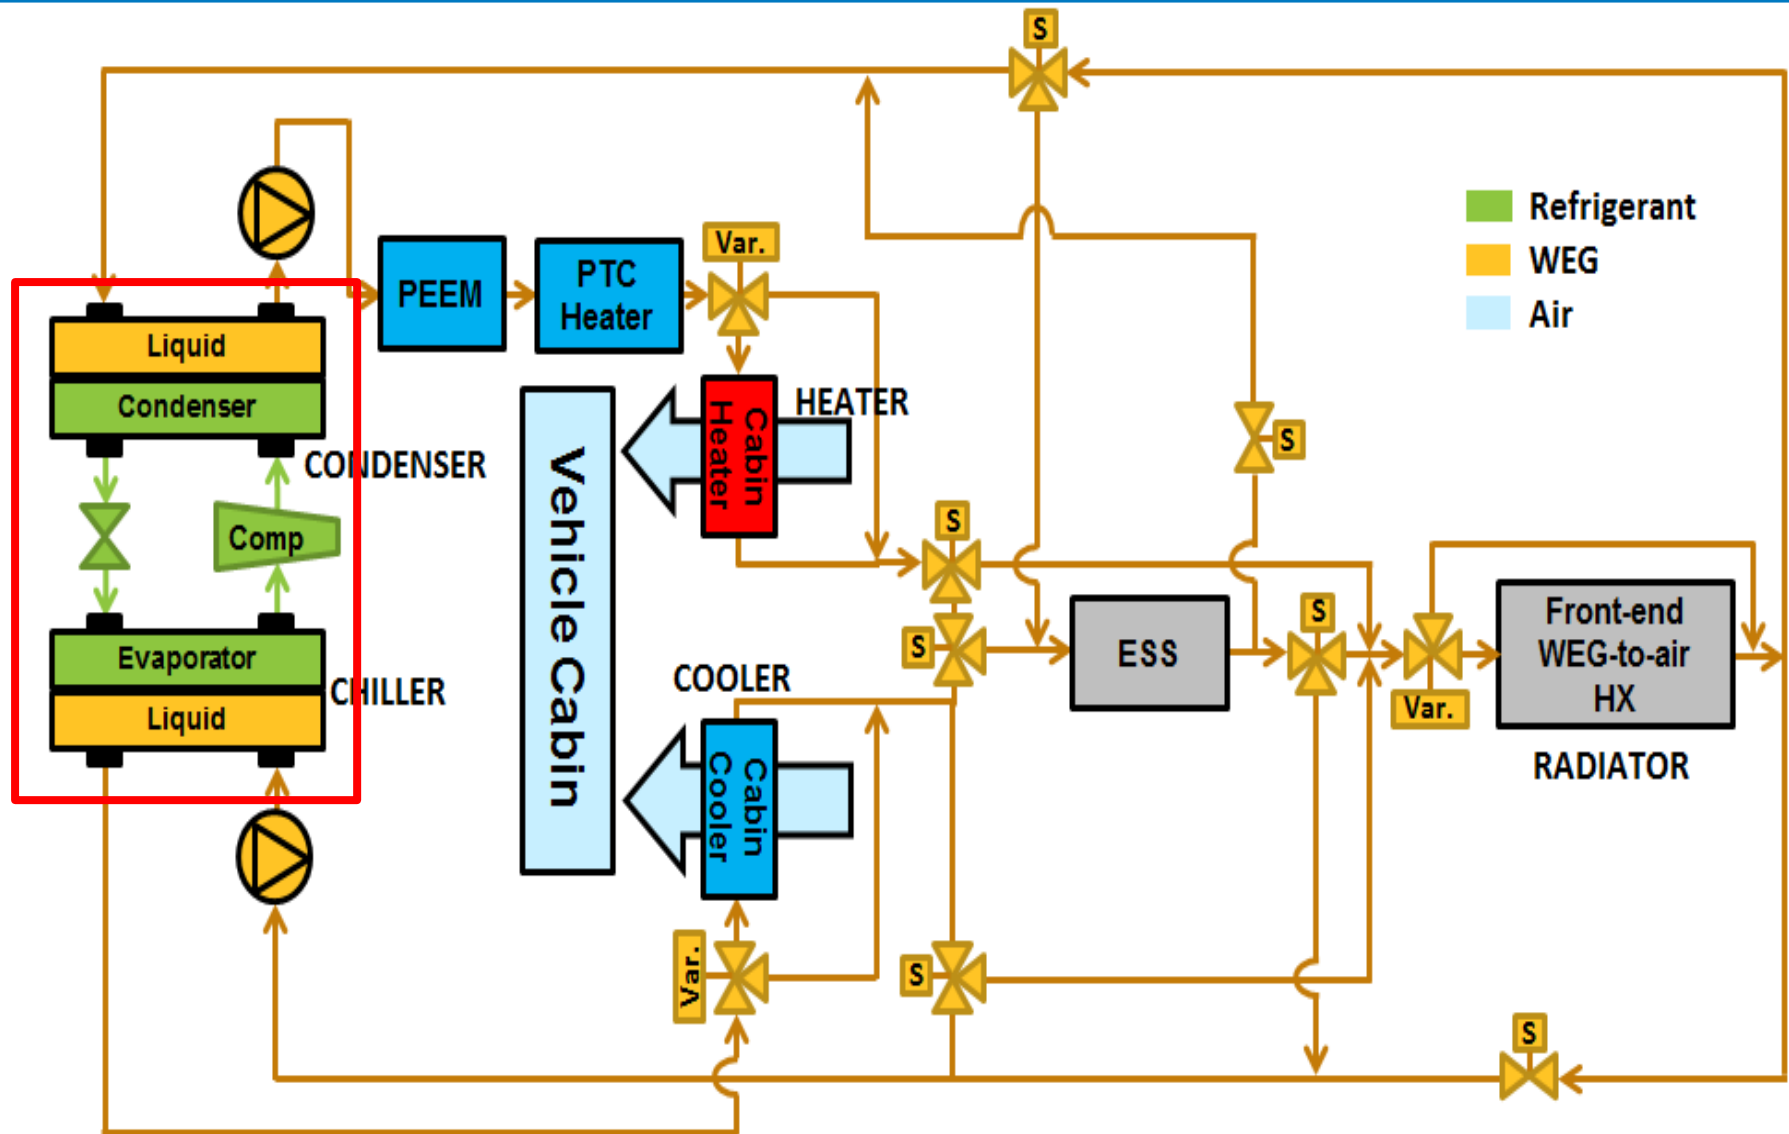 S
Refrigerant
WEG
Air
Var.
PEEM
PTC
Heater
Liquid
Condenser
CONDENSER
Comp
Evaporator
Liquid
CHILLER
Vehicle Cabin
Cabin
Heater
HEATER
S
S
S
S
ESS
Var.
Front-end
WEG-to-air
HX
RADIATOR
COOLER
Cabin
Cooler
Var.
S
S